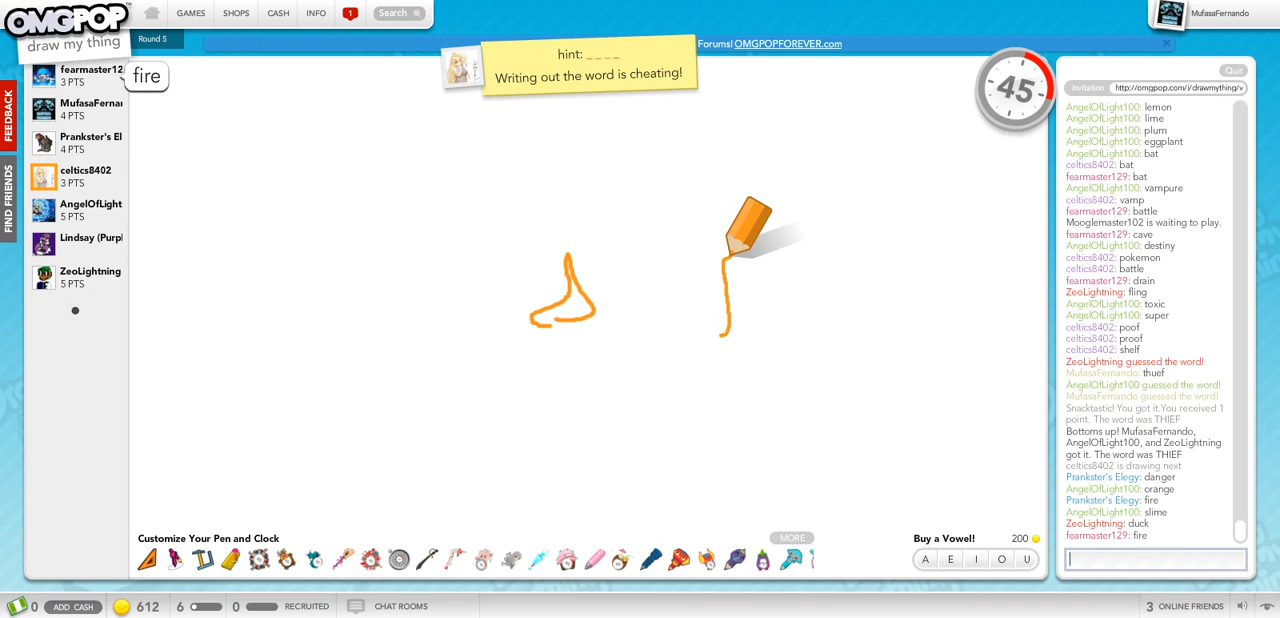 OMGPOP™
draw my thing
GAMES
SHOPS
CASH
INFO
1
Search
MufasaFernando
Round 5
Forums! OMGPOPFOREVER.com
hint: _ _ _ _
Writing out the word is cheating!
45
FEEDBACK
FIND FRIENDS
fearmaster12
3 PTS
fire
MufasaFernan
4 PTS
Prankster's El
4 PTS
celtics8402
3 PTS
AngelOfLight
5 PTS
Lindsay (Purpl
ZeoLightning
5 PTS
Quit
Invitation
http://omgpop.com/i/drawmything/v
AngelOfLight100: lemon
AngelOfLight100: lime
AngelOfLight100: plum
AngelOfLight100: eggplant
AngelOfLight100: bat
celtics8402: bat
fearmaster129: bat
AngelOfLight100: vampure
celtics8402: vamp
fearmaster129: battle
Mooglemaster102 is waiting to play.
fearmaster129: cave
AngelOfLight100: destiny
celtics8402: pokemon
celtics8402: battle
fearmaster129: drain
ZeoLightning: fling
AngelOfLight100: toxic
AngelOfLight100: super
celtics8402: poof
celtics8402: proof
celtics8402: shelf
ZeoLightning guessed the word!
MufasaFernando: thuef
AngelOfLight100 guessed the word!
MufasaFernando guessed the word!
Snacktastic! You got it.You received 1
point. The word was THIEF
Bottoms up! MufasaFernando,
AngelOfLight100, and ZeoLightning
got it. The word was THIEF
celtics8402 is drawing next
Prankster's Elegy: danger
AngelOfLight100: orange
Prankster's Elegy: fire
AngelOfLight100: slime
ZeoLightning: duck
fearmaster129: fire
Customize Your Pen and Clock
MORE
Buy a Vowel!
200
A E I O U
0
ADD CASH
612
6
0
RECRUITED
CHAT ROOMS
3 ONLINE FRIENDS